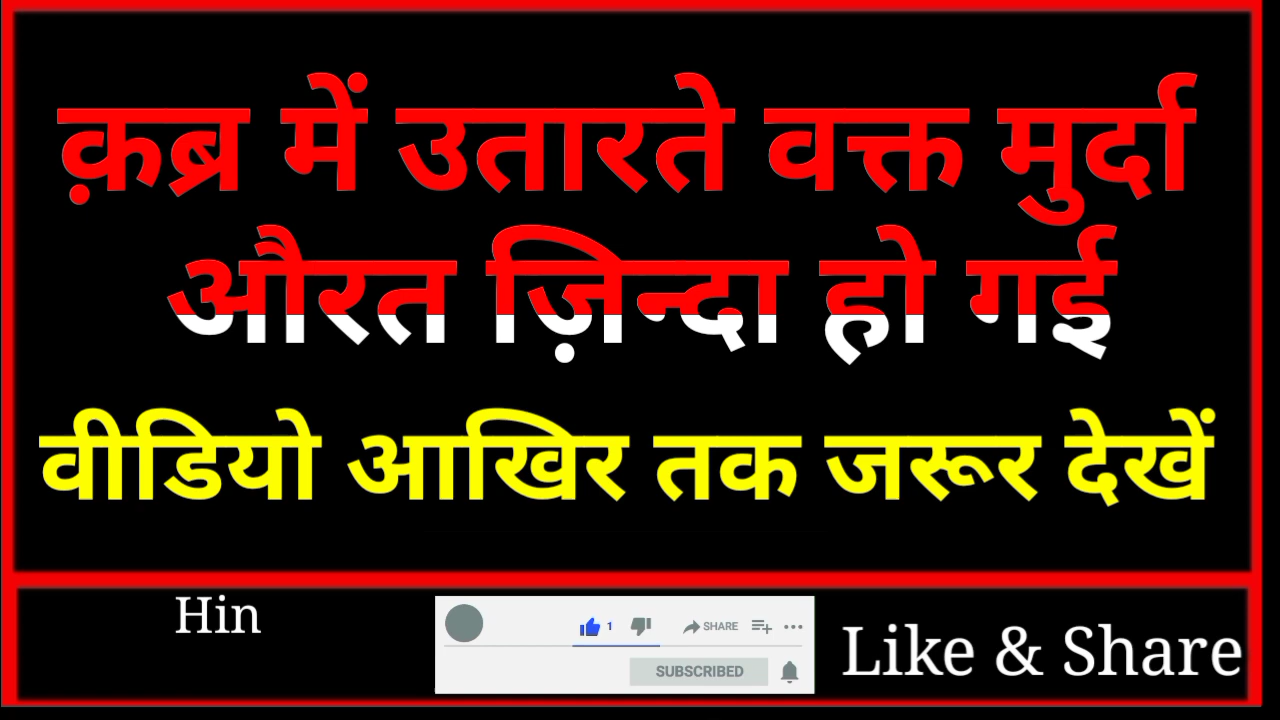 क़ब्र में उतारते वक्त मुर्दा
औरत ज़िन्दा हो गई
वीडियो आखिर तक जरूर देखें
Hin
1 SHARE
SUBSCRIBED
Like & Share